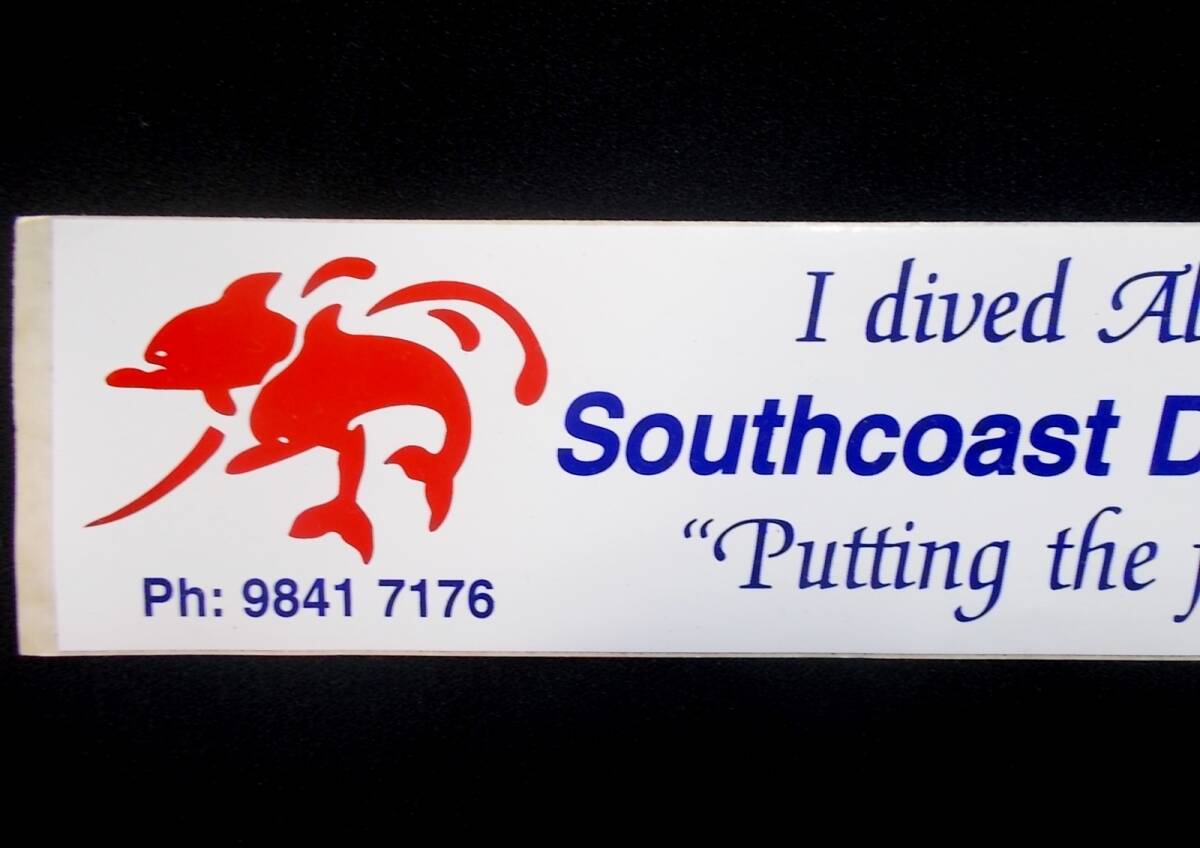 I dived
Southcoast
“Putting the
Ph: 9841 7176